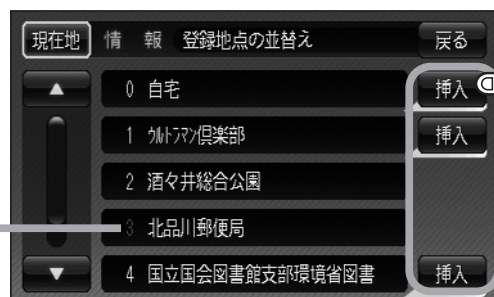 現在地 情 報 登録地点の並替え 戻る
0 自宅 挿入
1 ｳﾙﾄﾗﾏﾝ倶楽部 挿入
2 酒々井総合公園
3 北品川郵便局
4 国立国会図書館支部環境省図書 挿入